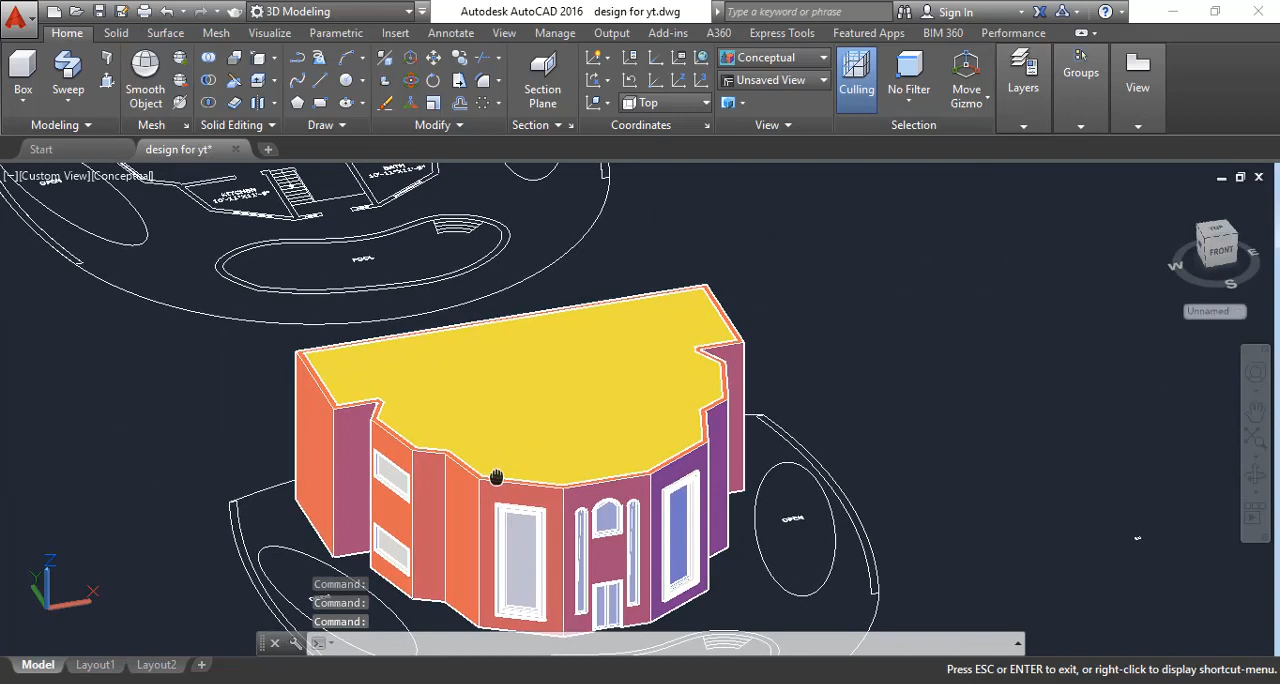 3D Modeling
Autodesk AutoCAD 2016 design for yt.dwg
Type a keyword or phrase
Sign In
Home Solid Surface Mesh Visualize Parametric Insert Annotate View Manage Output Add-ins A360 Express Tools Featured Apps BIM 360 Performance
Box
Sweep
Smooth
Object
Section
Plane
Conceptual
Unsaved View
Top
Culling
No Filter
Move
Gizmo
Layers
Groups
View
Modeling
Mesh
Solid Editing
Draw
Modify
Section
Coordinates
View
Selection
Start
design for yt*
[−][Custom View][Conceptual]
KITCHEN
BATH
POOL
TOP
FRONT
W
E
S
Unnamed
OPEN
Z
Y
X
Command:
Command:
Command:
Model
Layout1
Layout2
Press ESC or ENTER to exit, or right-click to display shortcut-menu.